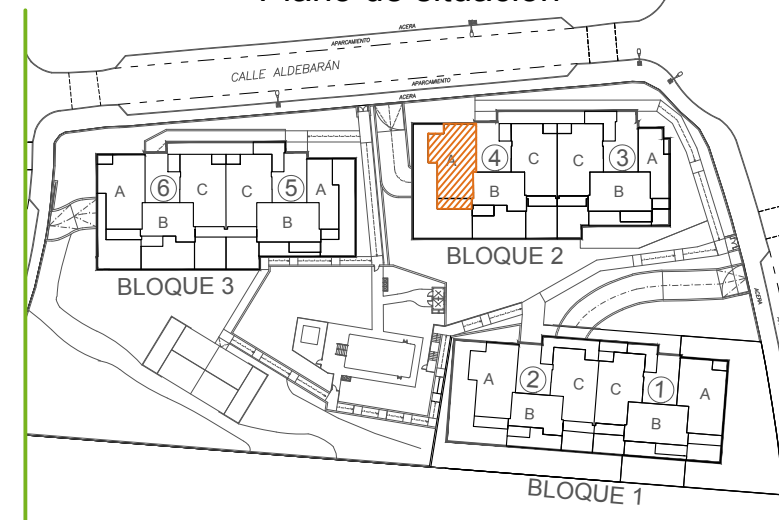 Plano de situación
ACERA
APARCAMIENTO
CALLE ALDEBARÁN
APARCAMIENTO
ACERA
A 6 C C 5 A
B B
BLOQUE 3
A 4 C C 3 A
B B
BLOQUE 2
ACERA
A 2 C C 1 A
B B
BLOQUE 1